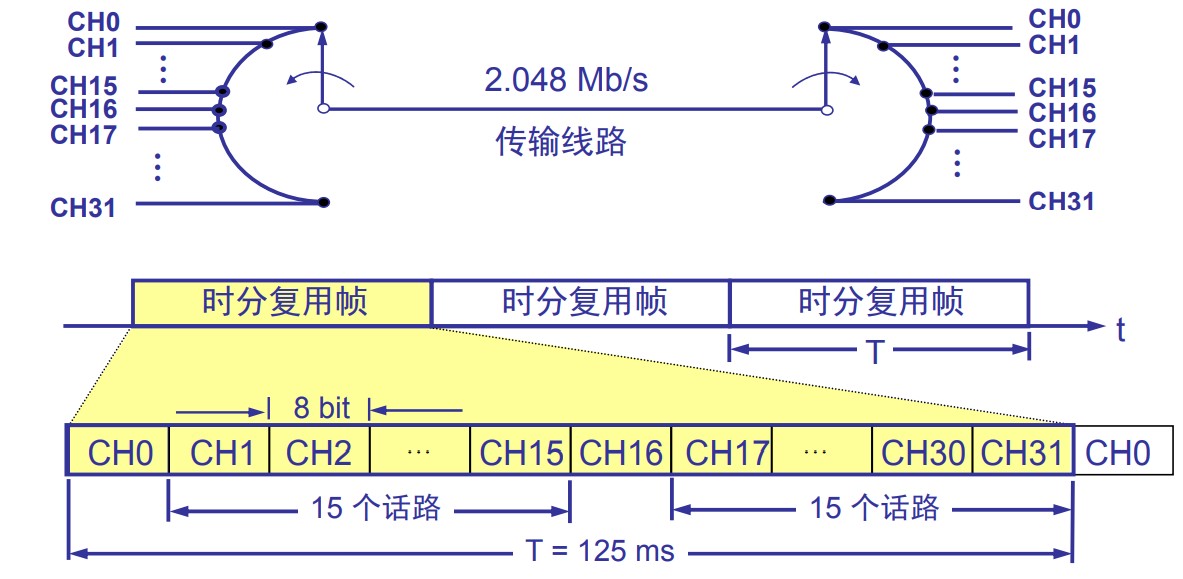 CH0
CH1
⋮
CH15
CH16
CH17
⋮
CH31
2.048 Mb/s
传输线路
CH0
CH1
⋮
CH15
CH16
CH17
⋮
CH31
时分复用帧 时分复用帧 时分复用帧
t
T
8 bit
CH0 CH1 CH2 ... CH15 CH16 CH17 ... CH30 CH31 CH0
15 个话路 15 个话路
T = 125 ms